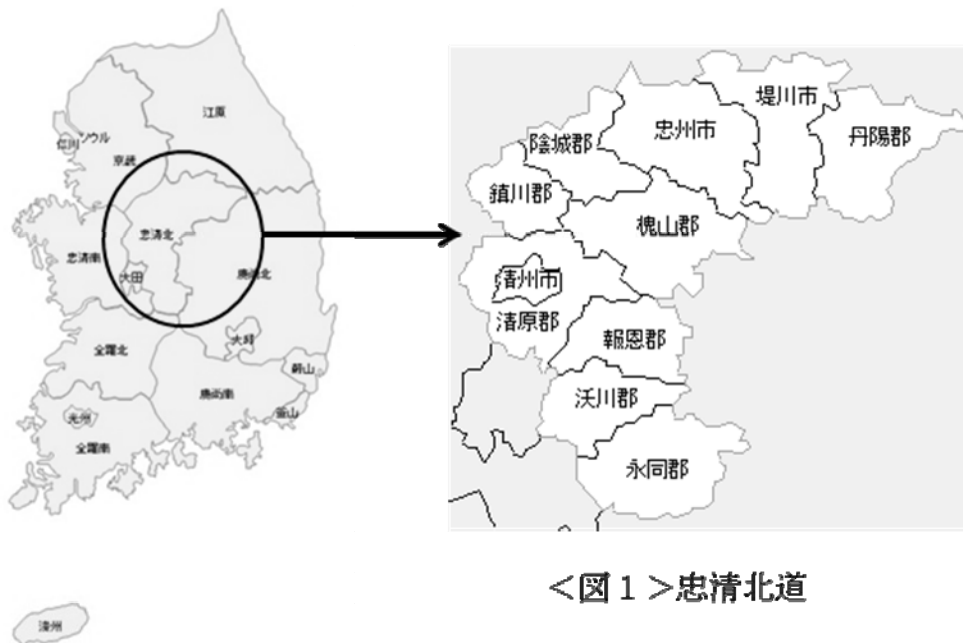 江原
ソウル
仁川
京畿
忠清北
忠清南
大田
慶尚北
全羅北
大邱
蔚山
慶尚南
釜山
光州
全羅南
済州
堤川市
忠州市
丹陽郡
陰城郡
鎮川郡
槐山郡
清州市
清原郡
報恩郡
沃川郡
永同郡
＜図1＞忠清北道